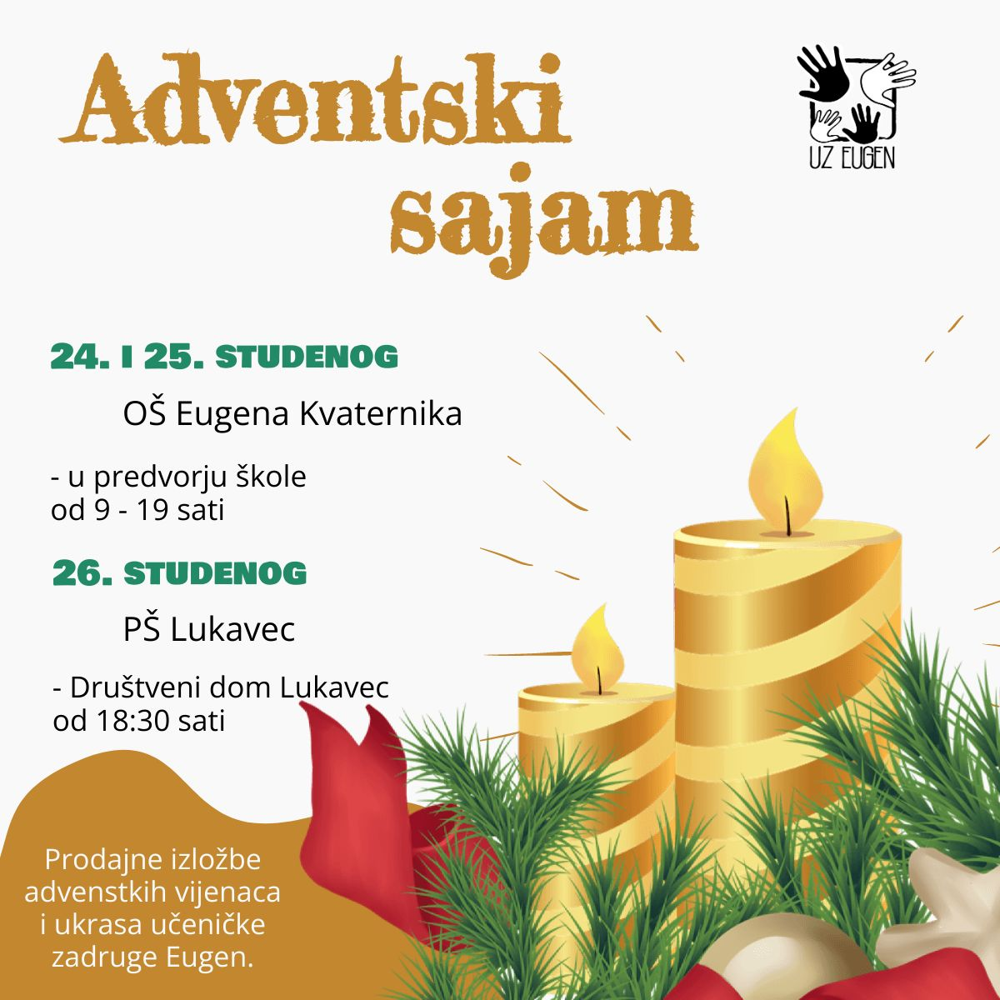 Adventski
sajam
UZ EUGEN
24. I 25. STUDENOG
OŠ Eugena Kvaternika
- u predvorju škole
od 9 - 19 sati
26. STUDENOG
PŠ Lukavec
- Društveni dom Lukavec
od 18:30 sati
Prodajne izložbe
advenstkih vijenaca
i ukrasa učeničke
zadruge Eugen.